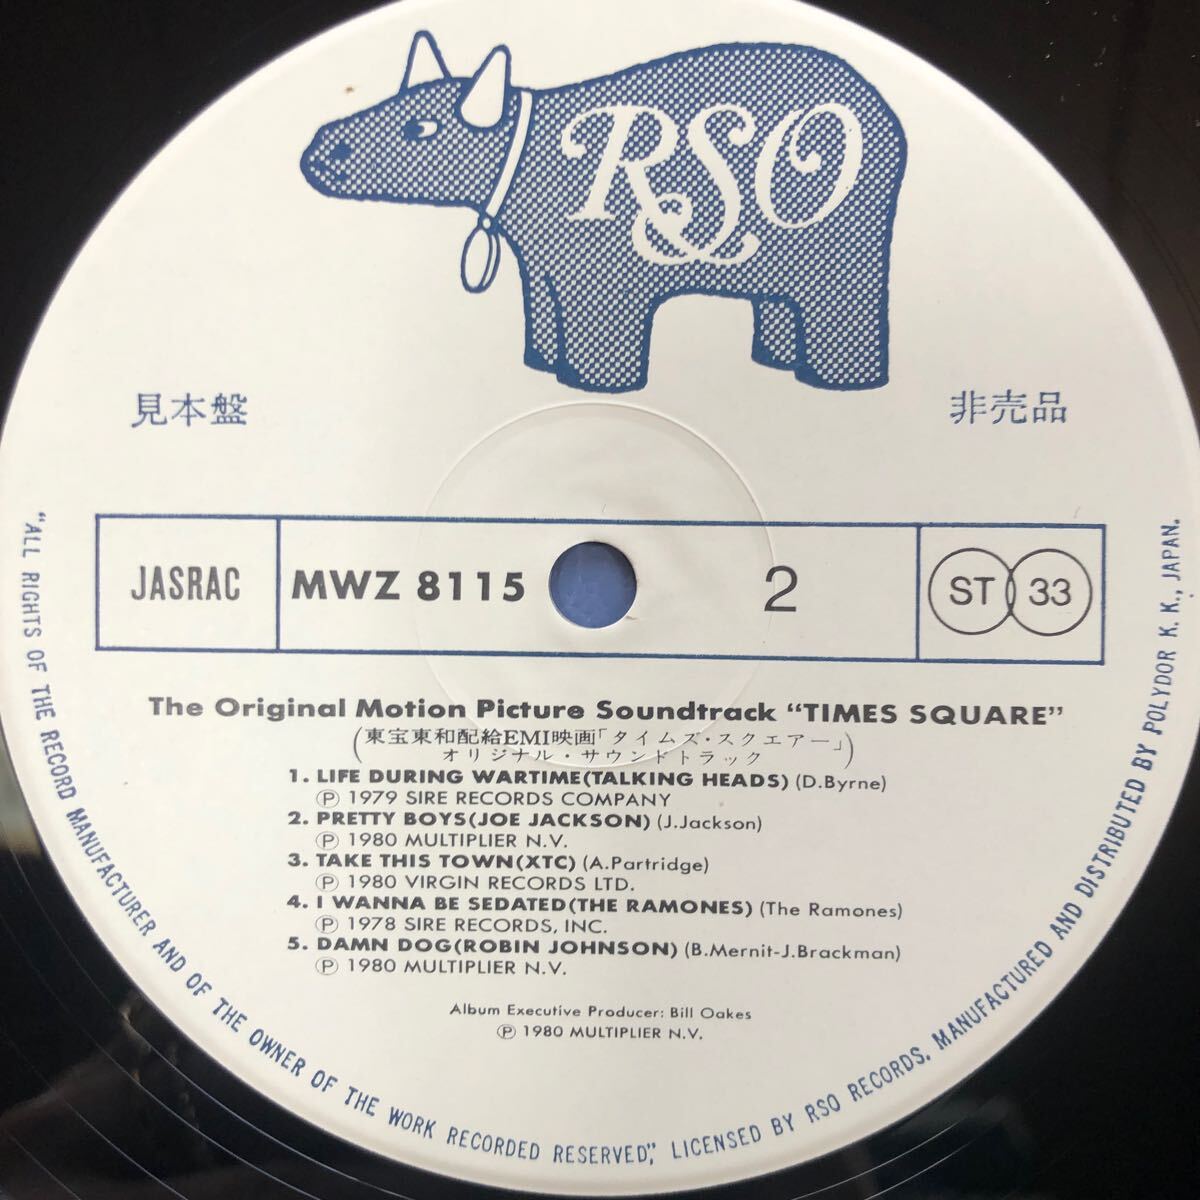 RSO
見本盤
非売品
JASRAC
MWZ 8115
2
ST 33
The Original Motion Picture Soundtrack “TIMES SQUARE”
(東宝東和配給EMI映画「タイムズ・スクエアー」
オリジナル・サウンドトラック)
1. LIFE DURING WARTIME(TALKING HEADS) (D.Byrne)
Ⓟ 1979 SIRE RECORDS COMPANY
2. PRETTY BOYS(JOE JACKSON) (J.Jackson)
Ⓟ 1980 MULTIPLIER N.V.
3. TAKE THIS TOWN(XTC) (A.Partridge)
Ⓟ 1980 VIRGIN RECORDS LTD.
4. I WANNA BE SEDATED(THE RAMONES) (The Ramones)
Ⓟ 1978 SIRE RECORDS, INC.
5. DAMN DOG(ROBIN JOHNSON) (B.Mernit-J.Brackman)
Ⓟ 1980 MULTIPLIER N.V.
Album Executive Producer: Bill Oakes
Ⓟ 1980 MULTIPLIER N.V.
“ALL RIGHTS OF THE RECORD MANUFACTURER AND OF THE OWNER OF THE WORK RECORDED RESERVED”, LICENSED BY RSO RECORDS. MANUFACTURED AND DISTRIBUTED BY POLYDOR K. K., JAPAN.